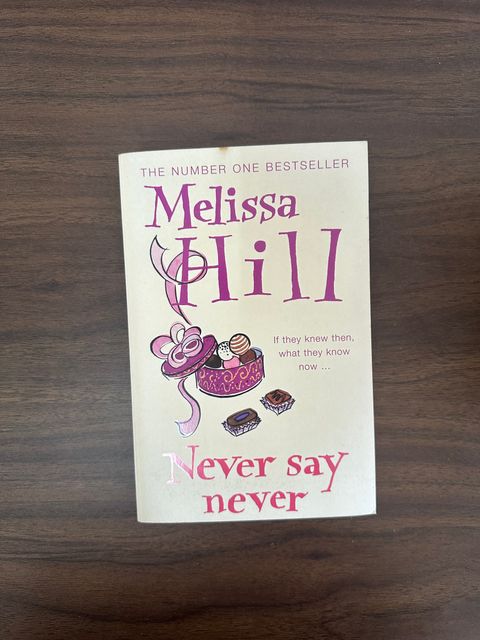 THE NUMBER ONE BESTSELLER
Melissa
Hill
If they knew then,
what they know
now ...
Never say
never